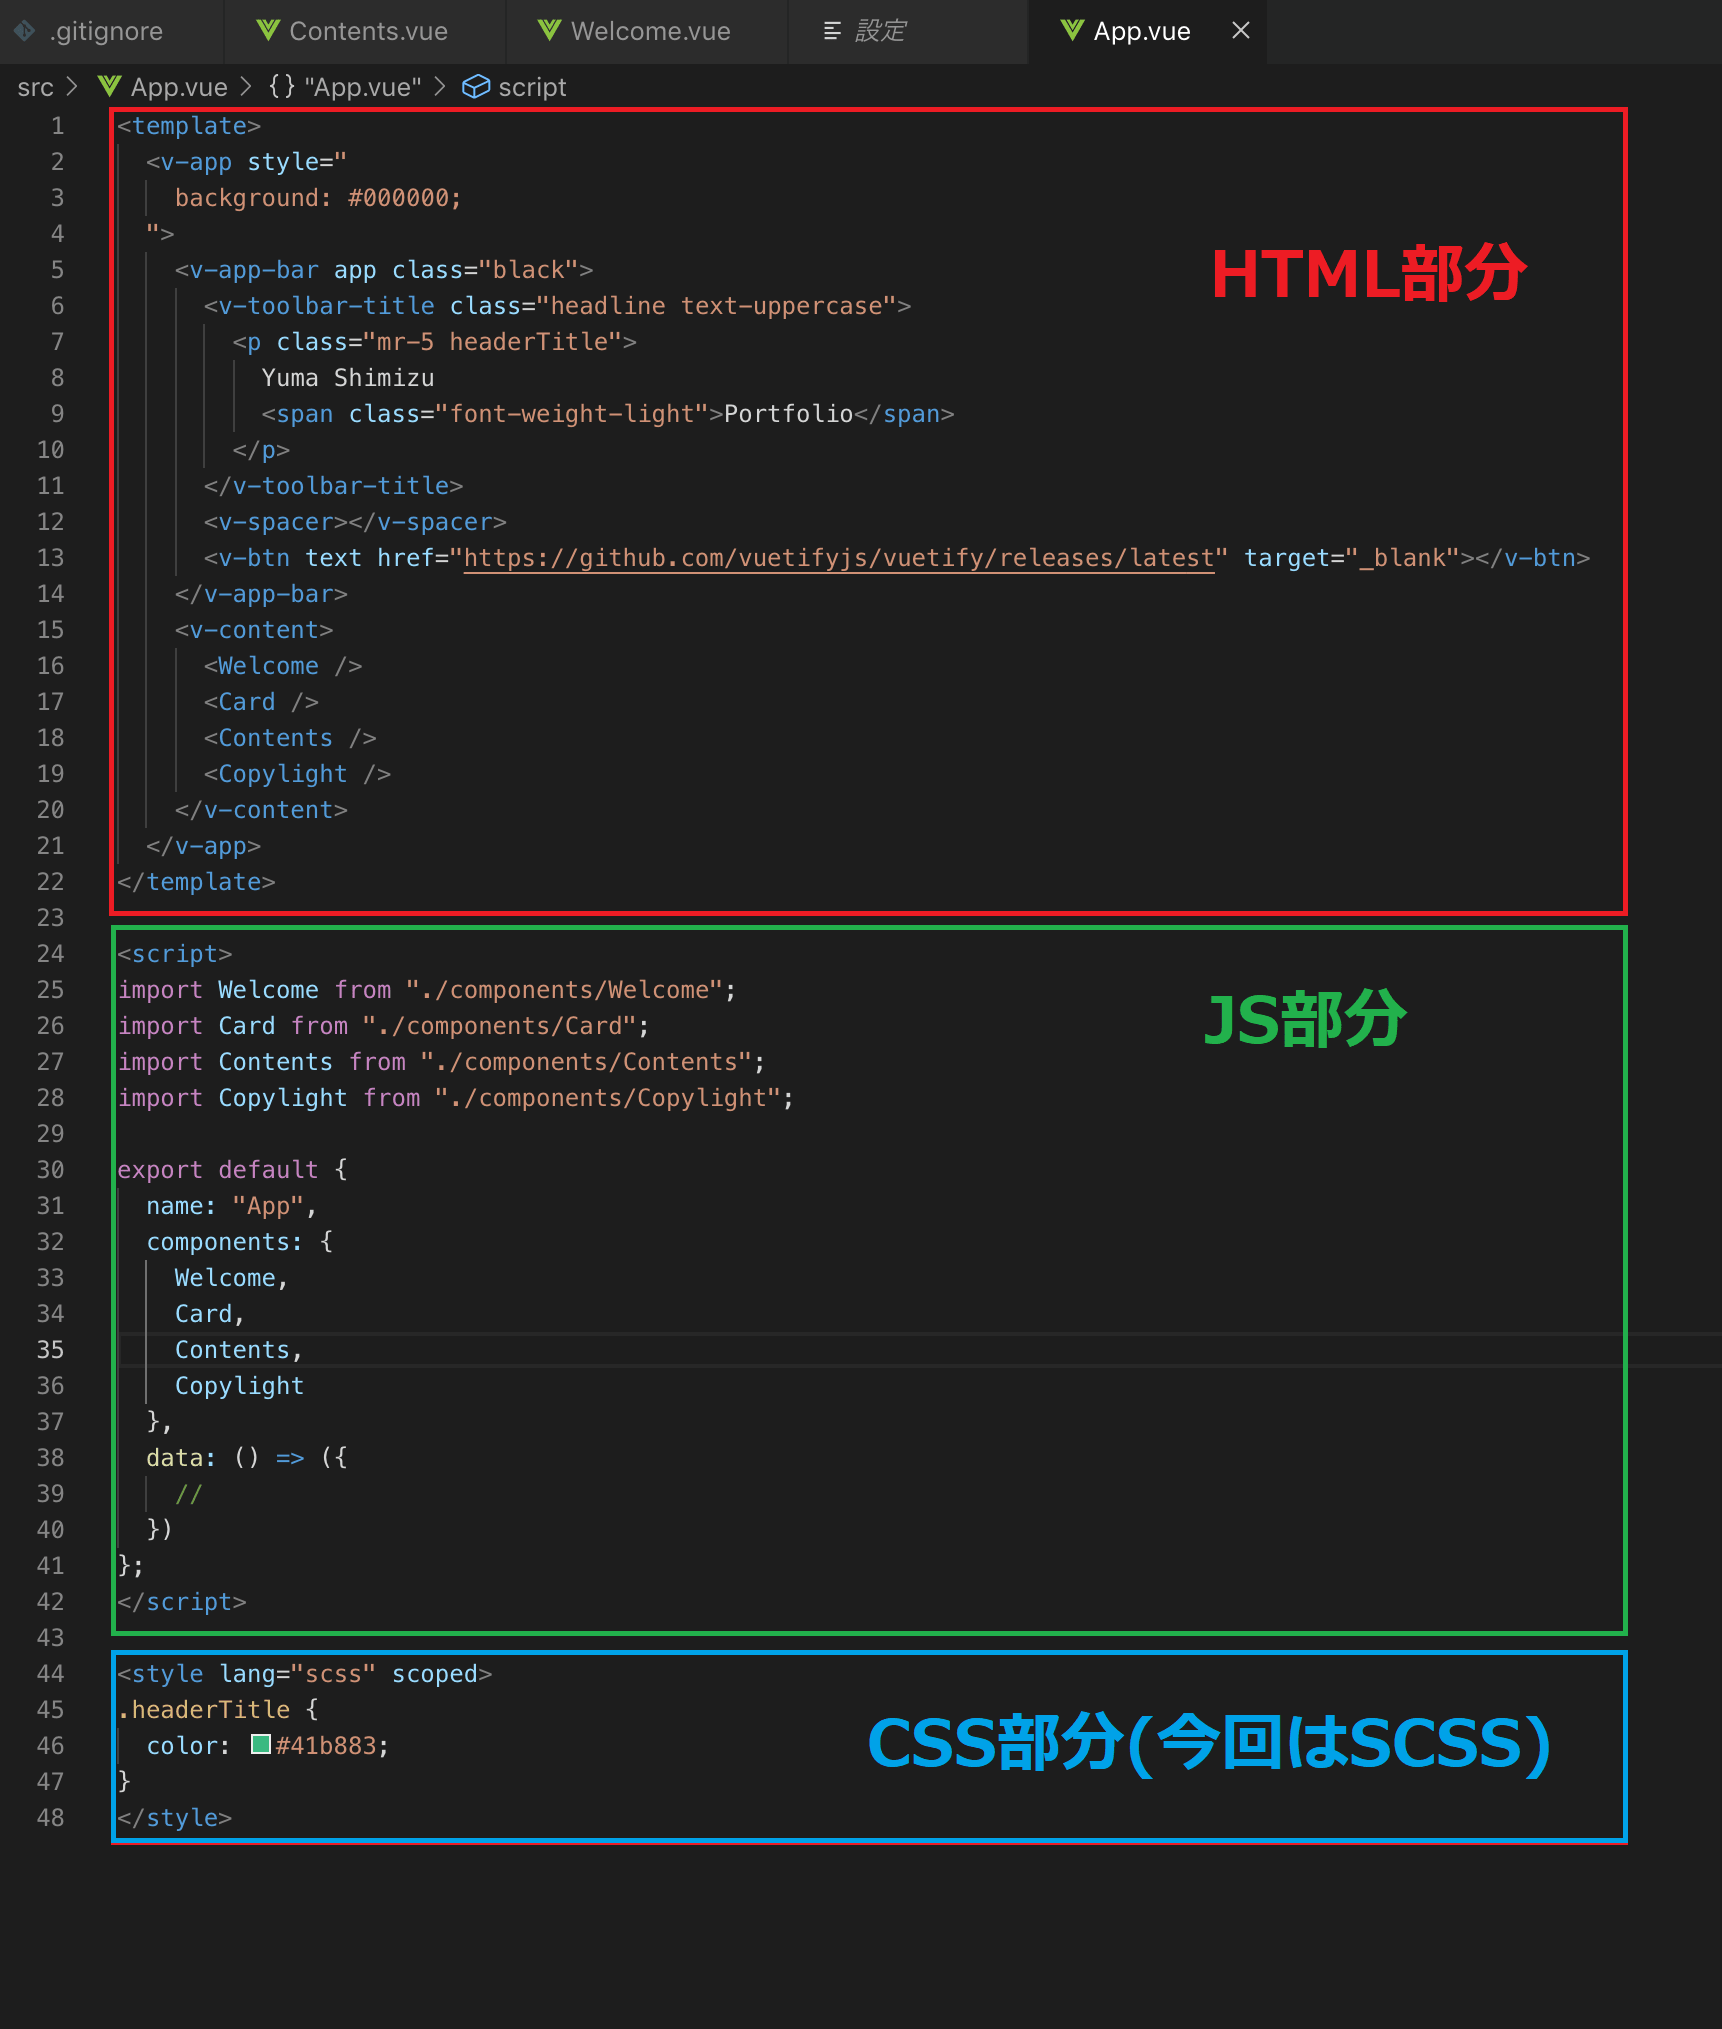 .gitignore
Contents.vue
Welcome.vue
設定
App.vue
src > App.vue > {} "App.vue" > script
1 <template>
2   <v-app style="
3     background: #000000;
4   ">
5     <v-app-bar app class="black">
6       <v-toolbar-title class="headline text-uppercase">
7         <p class="mr-5 headerTitle">
8           Yuma Shimizu
9           <span class="font-weight-light">Portfolio</span>
10         </p>
11       </v-toolbar-title>
12       <v-spacer></v-spacer>
13       <v-btn text href="https://github.com/vuetifyjs/vuetify/releases/latest" target="_blank"></v-btn>
14     </v-app-bar>
15     <v-content>
16       <Welcome />
17       <Card />
18       <Contents />
19       <Copylight />
20     </v-content>
21   </v-app>
22 </template>
HTML部分
23
24 <script>
25 import Welcome from "./components/Welcome";
26 import Card from "./components/Card";
27 import Contents from "./components/Contents";
28 import Copylight from "./components/Copylight";
29
30 export default {
31   name: "App",
32   components: {
33     Welcome,
34     Card,
35     Contents,
36     Copylight
37   },
38   data: () => ({
39     //
40   })
41 };
42 </script>
JS部分
43
44 <style lang="scss" scoped>
45 .headerTitle {
46   color: #41b883;
47 }
48 </style>
CSS部分(今回はSCSS)